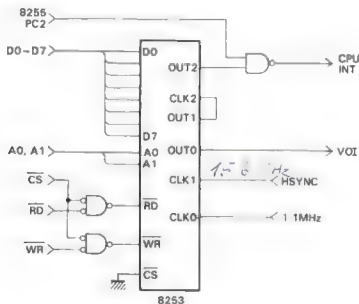 8255
PC2
CPU
INT
D0~D7
D0
OUT2
CLK2
OUT1
D7
A0, A1
A0
A1
OUT0
VOI
CS
CLK1
HSYNC
RD
RD
WR
WR
CLK0
1 1MHz
CS
8253